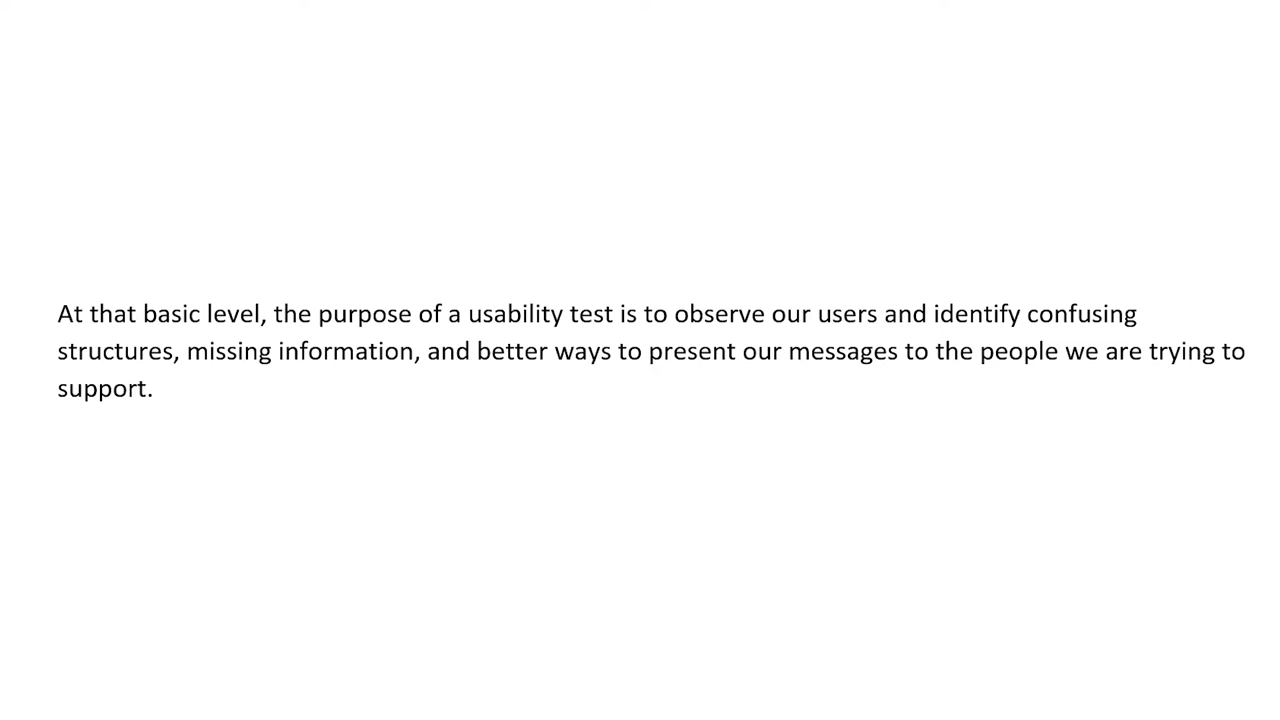 At that basic level, the purpose of a usability test is to observe our users and identify confusing
structures, missing information, and better ways to present our messages to the people we are trying to
support.